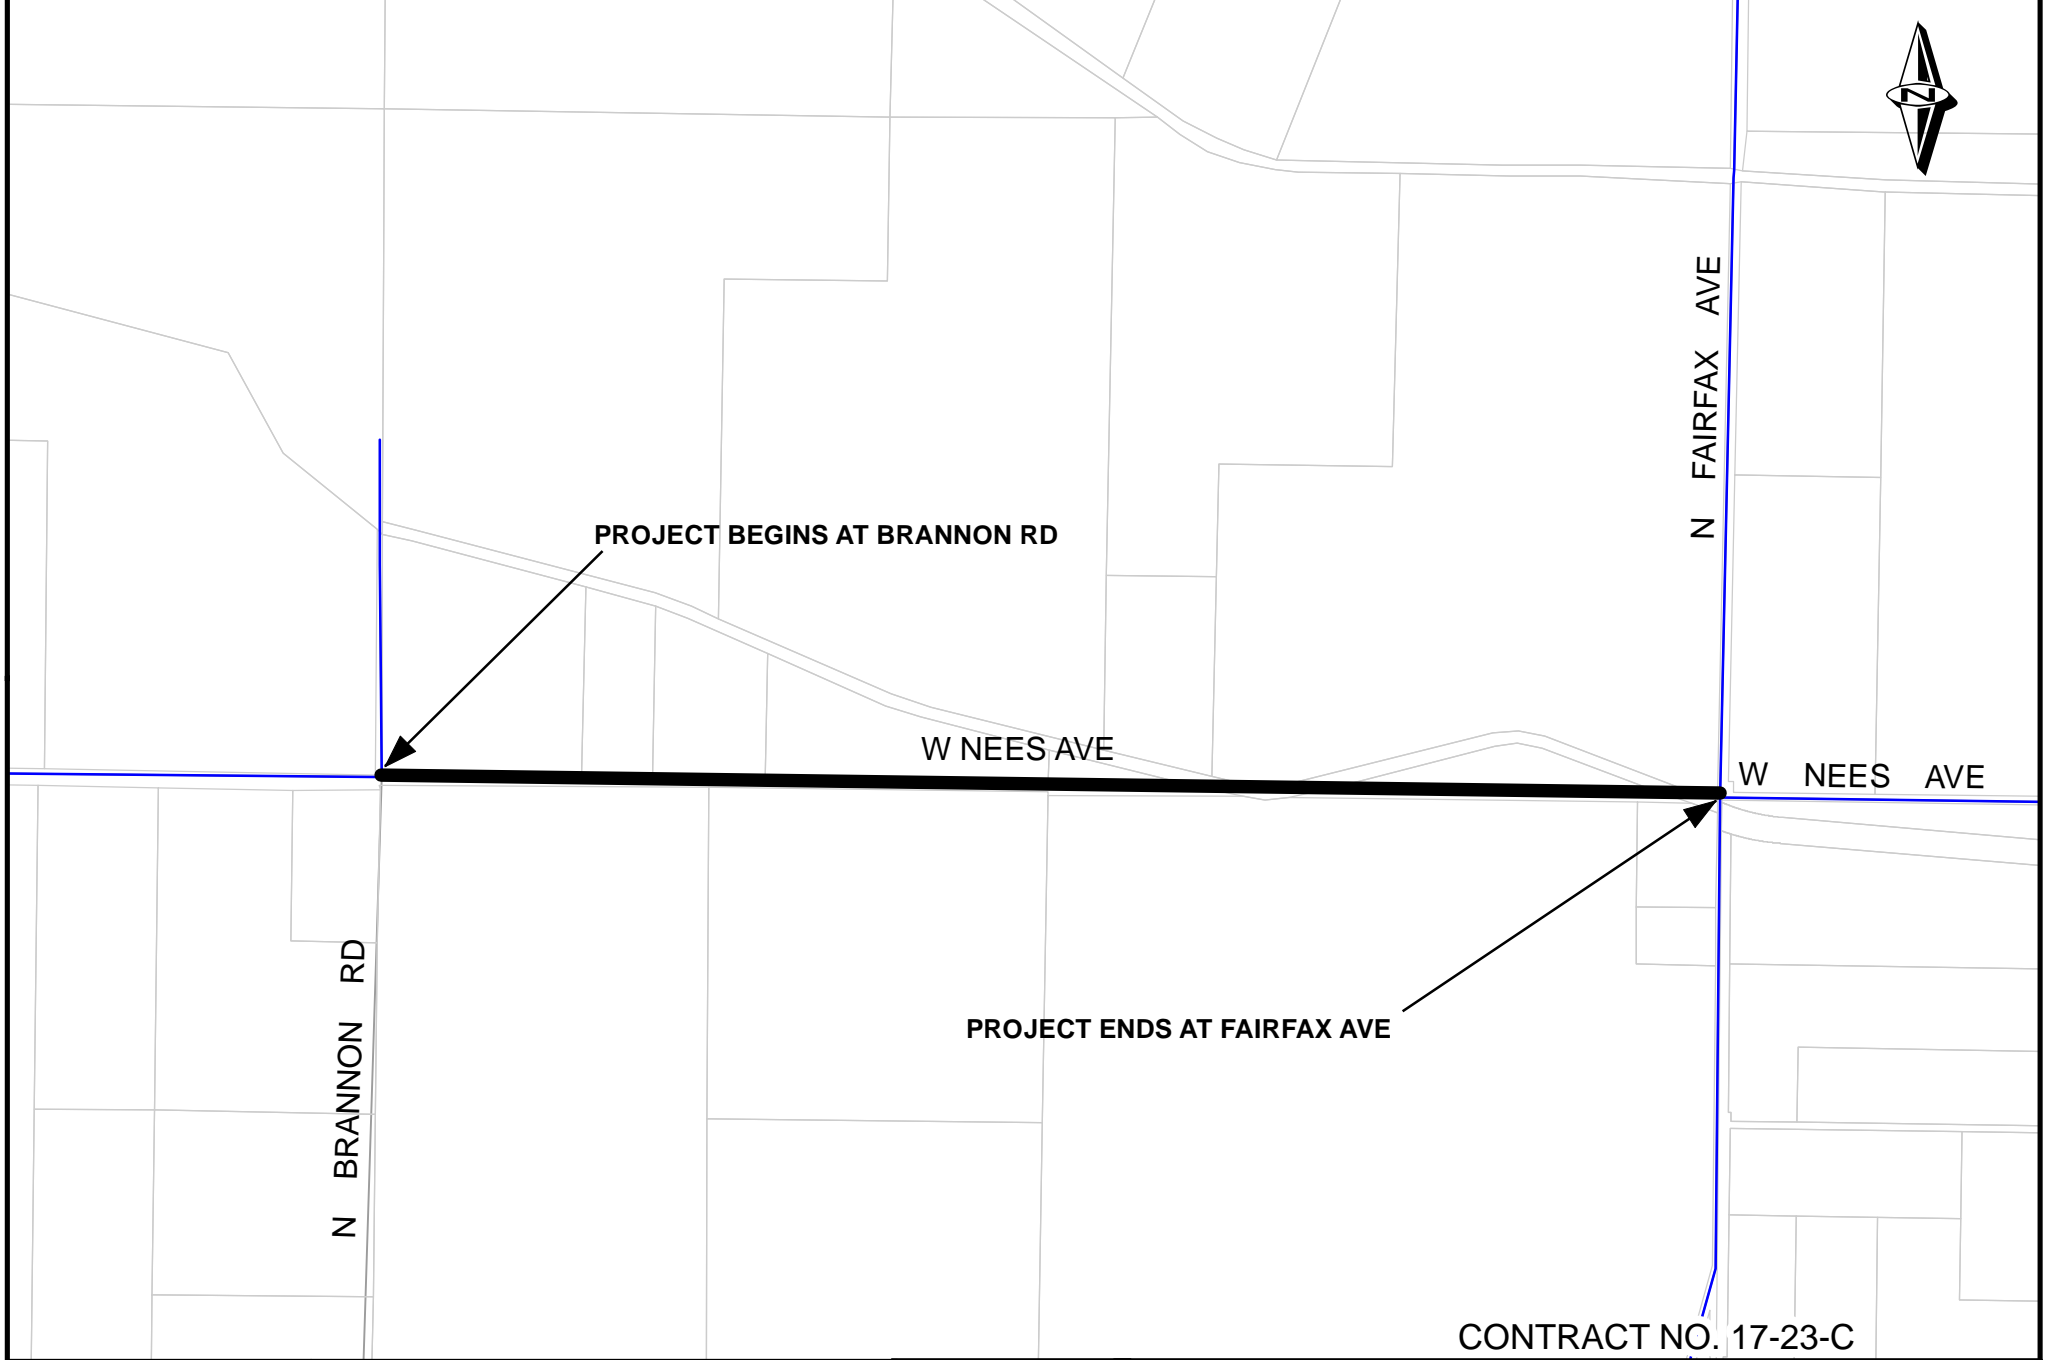 N
N FAIRFAX AVE
PROJECT BEGINS AT BRANNON RD
W NEES AVE
W NEES AVE
N BRANNON RD
PROJECT ENDS AT FAIRFAX AVE
CONTRACT NO. 17-23-C